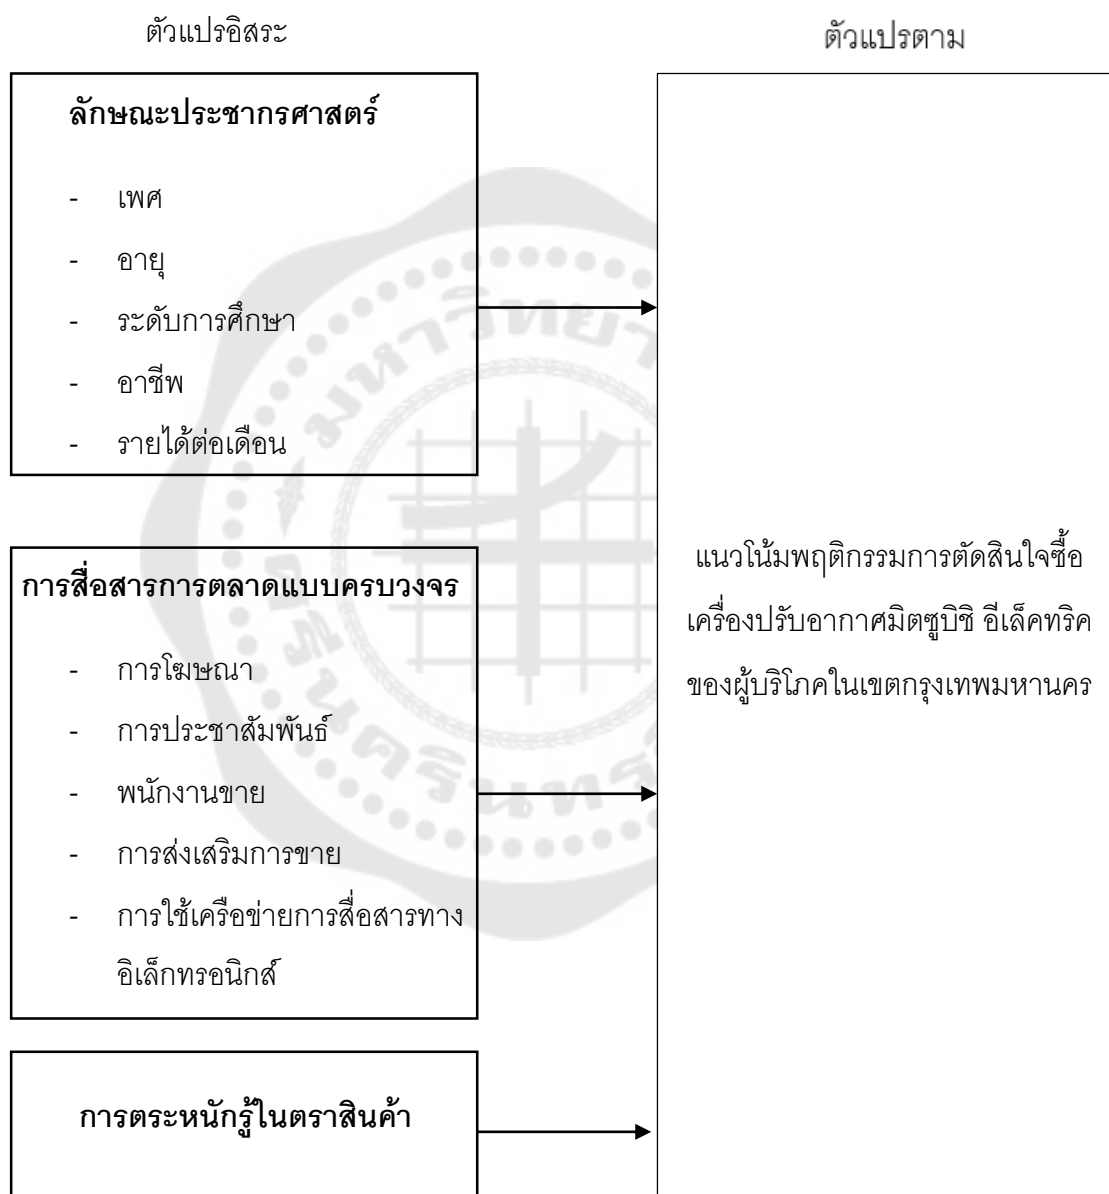 ตัวแปรอิสระ
ตัวแปรตาม
ลักษณะประชากรศาสตร์
- เพศ
- อายุ
- ระดับการศึกษา
- อาชีพ
- รายได้ต่อเดือน
การสื่อสารการตลาดแบบครบวงจร
- การโฆษณา
- การประชาสัมพันธ์
- พนักงานขาย
- การส่งเสริมการขาย
- การใช้เครือข่ายการสื่อสารทาง
อิเล็กทรอนิกส์
การตระหนักรู้ในตราสินค้า
แนวโน้มพฤติกรรมการตัดสินใจซื้อ
เครื่องปรับอากาศมิตซูบิชิ อีเล็คทริค
ของผู้บริโภคในเขตกรุงเทพมหานคร